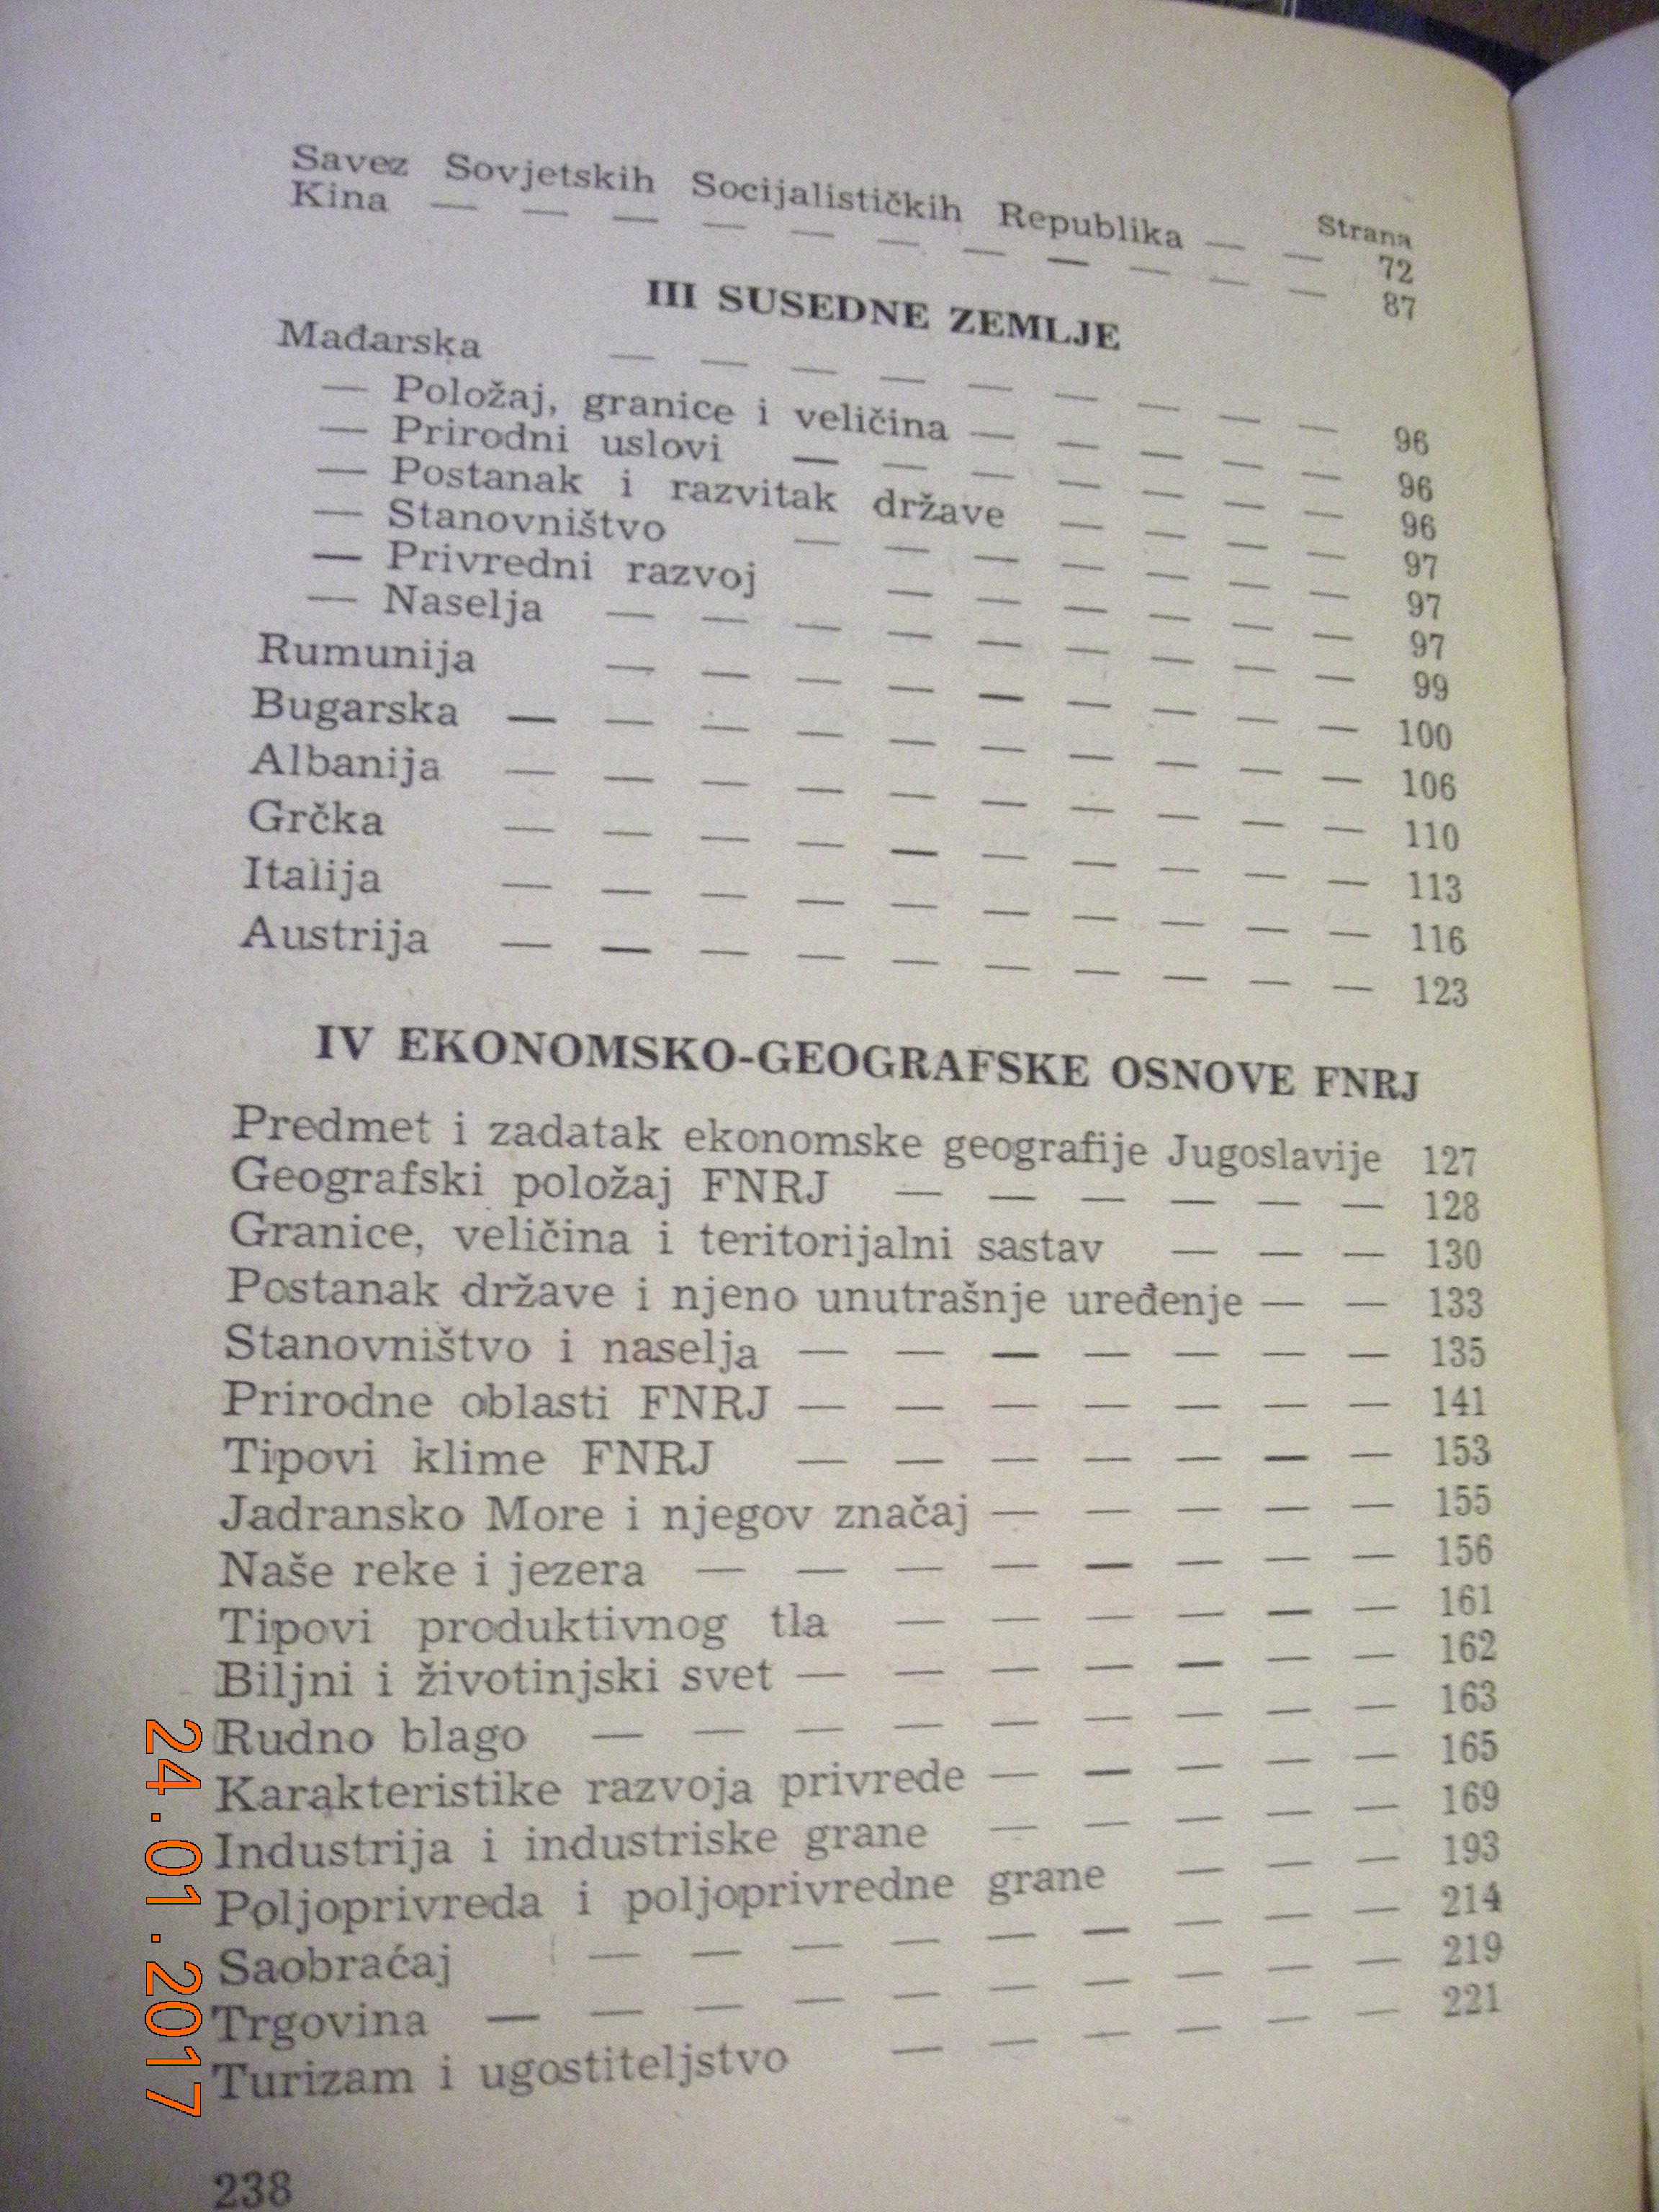 Strana
Savez Sovjetskih Socijalističkih Republika — — 72
Kina — — — — — — — — — — — 87
III SUSEDNE ZEMLJE
Mađarska — — — — — — — — — 96
— Položaj, granice i veličina — — — — — 96
— Prirodni uslovi — — — — — — — 96
— Postanak i razvitak države — — — — 97
— Stanovništvo — — — — — — — 97
— Privredni razvoj — — — — — — 97
— Naselja — — — — — — — — — 99
Rumunija — — — — — — — — — 100
Bugarska — — — — — — — — — — 106
Albanija — — — — — — — — — — 110
Grčka — — — — — — — — — — 113
Italija — — — — — — — — — — 116
Austrija — — — — — — — — — — 123
IV EKONOMSKO-GEOGRAFSKE OSNOVE FNRJ
Predmet i zadatak ekonomske geografije Jugoslavije 127
Geografski položaj FNRJ — — — — — — 128
Granice, veličina i teritorijalni sastav — — — 130
Postanak države i njeno unutrašnje uređenje — — 133
Stanovništvo i naselja — — — — — — — 135
Prirodne oblasti FNRJ — — — — — — — 141
Tipovi klime FNRJ — — — — — — — 153
Jadransko More i njegov značaj — — — — — 155
Naše reke i jezera — — — — — — — — 156
Tipovi produktivnog tla — — — — — — 161
Biljni i životinjski svet — — — — — — — 162
Rudno blago — — — — — — — — — 163
Karakteristike razvoja privrede — — — — — 165
Industrija i industriske grane — — — — — 169
Poljoprivreda i poljoprivredne grane — — — 193
Saobraćaj — — — — — — — — — 214
Trgovina — — — — — — — — — — 219
Turizam i ugostiteljstvo — — — — — — 221
238
24.01.2017